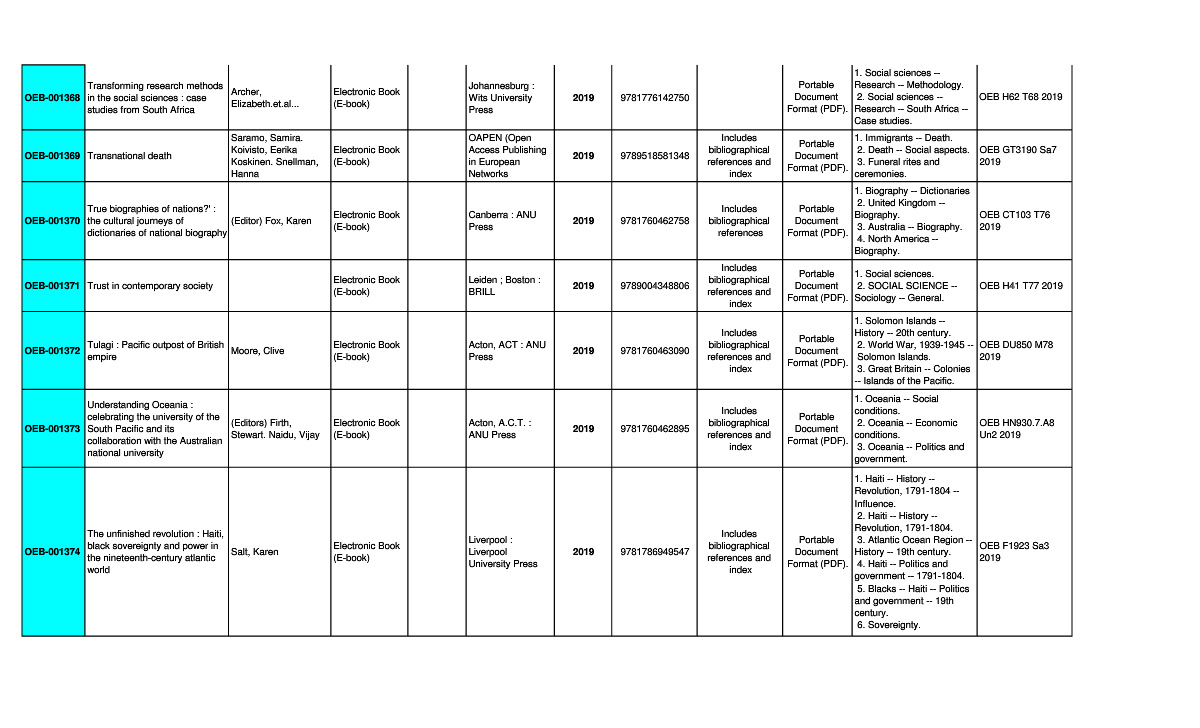 OEB-001368
Transforming research methods
in the social sciences : case
studies from South Africa
Archer,
Elizabeth.et.al...
Electronic Book
(E-book)
Johannesburg :
Wits University
Press
2019
9781776142750
Portable
Document
Format (PDF).
1. Social sciences --
Research -- Methodology.
2. Social sciences --
Research -- South Africa --
Case studies.
OEB H62 T68 2019
OEB-001369
Transnational death
Saramo, Samira.
Koivisto, Eerika
Koskinen. Snellman,
Hanna
Electronic Book
(E-book)
OAPEN (Open
Access Publishing
in European
Networks
2019
9789518581348
Includes
bibliographical
references and
index
Portable
Document
Format (PDF).
1. Immigrants -- Death.
2. Death -- Social aspects.
3. Funeral rites and
ceremonies.
OEB GT3190 Sa7
2019
OEB-001370
True biographies of nations?' :
the cultural journeys of
dictionaries of national biography
(Editor) Fox, Karen
Electronic Book
(E-book)
Canberra : ANU
Press
2019
9781760462758
Includes
bibliographical
references
Portable
Document
Format (PDF).
1. Biography -- Dictionaries
2. United Kingdom --
Biography.
3. Australia -- Biography.
4. North America --
Biography.
OEB CT103 T76
2019
OEB-001371
Trust in contemporary society
Electronic Book
(E-book)
Leiden ; Boston :
BRILL
2019
9789004348806
Includes
bibliographical
references and
index
Portable
Document
Format (PDF).
1. Social sciences.
2. SOCIAL SCIENCE --
Sociology -- General.
OEB H41 T77 2019
OEB-001372
Tulagi : Pacific outpost of British
empire
Moore, Clive
Electronic Book
(E-book)
Acton, ACT : ANU
Press
2019
9781760463090
Includes
bibliographical
references and
index
Portable
Document
Format (PDF).
1. Solomon Islands --
History -- 20th century.
2. World War, 1939-1945 --
Solomon Islands.
3. Great Britain -- Colonies
-- Islands of the Pacific.
OEB DU850 M78
2019
OEB-001373
Understanding Oceania :
celebrating the university of the
South Pacific and its
collaboration with the Australian
national university
(Editors) Firth,
Stewart. Naidu, Vijay
Electronic Book
(E-book)
Acton, A.C.T. :
ANU Press
2019
9781760462895
Includes
bibliographical
references and
index
Portable
Document
Format (PDF).
1. Oceania -- Social
conditions.
2. Oceania -- Economic
conditions.
3. Oceania -- Politics and
government.
OEB HN930.7.A8
Un2 2019
OEB-001374
The unfinished revolution : Haiti,
black sovereignty and power in
the nineteenth-century atlantic
world
Salt, Karen
Electronic Book
(E-book)
Liverpool :
Liverpool
University Press
2019
9781786949547
Includes
bibliographical
references and
index
Portable
Document
Format (PDF).
1. Haiti -- History --
Revolution, 1791-1804 --
Influence.
2. Haiti -- History --
Revolution, 1791-1804.
3. Atlantic Ocean Region --
History -- 19th century.
4. Haiti -- Politics and
government -- 1791-1804.
5. Blacks -- Haiti -- Politics
and government -- 19th
century.
6. Sovereignty.
OEB F1923 Sa3
2019